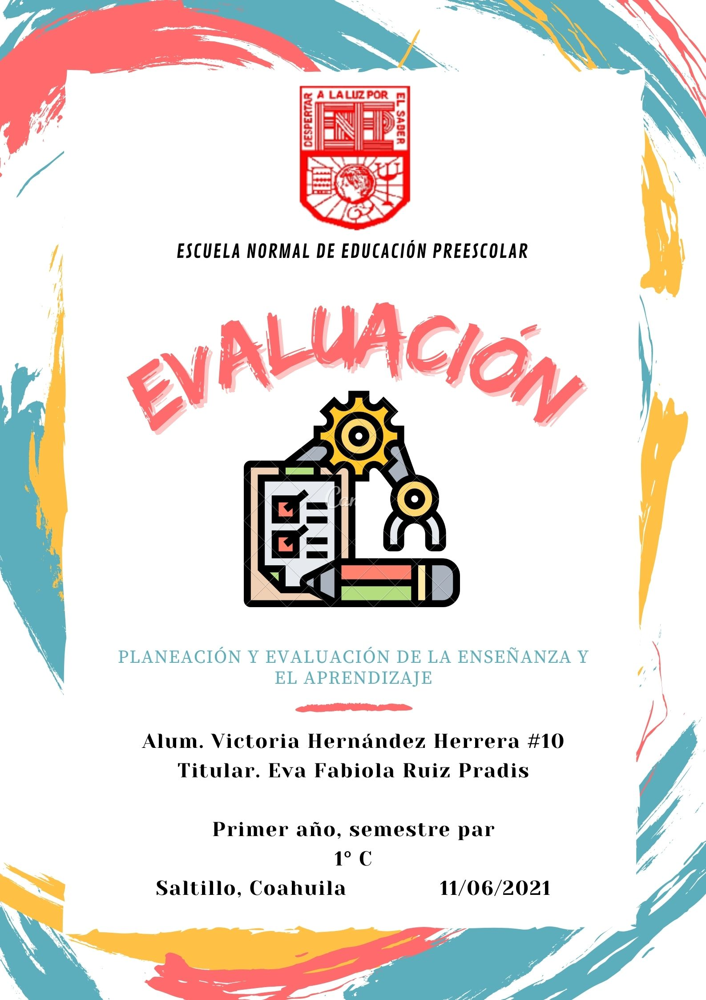 DESPERTAR A LA LUZ POR EL SABER
ENEP
ESCUELA NORMAL DE EDUCACIÓN PREESCOLAR
EVALUACIÓN
PLANEACIÓN Y EVALUACIÓN DE LA ENSEÑANZA Y
EL APRENDIZAJE
Alum. Victoria Hernández Herrera #10
Titular. Eva Fabiola Ruiz Pradis
Primer año, semestre par
1° C
Saltillo, Coahuila 11/06/2021